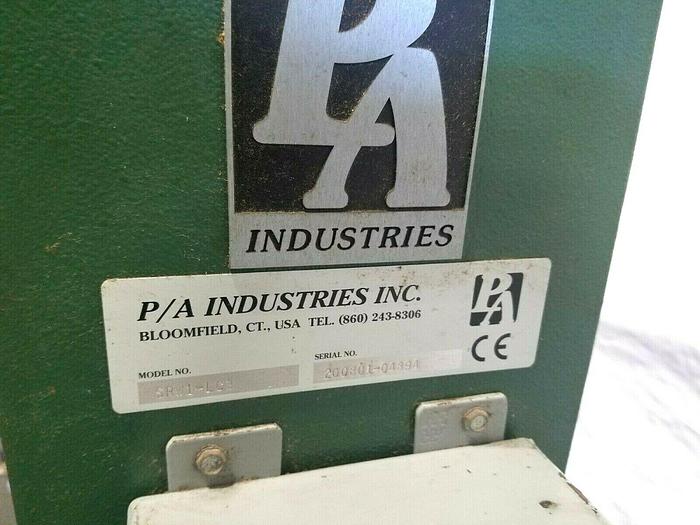 PA
INDUSTRIES
P/A INDUSTRIES INC.
BLOOMFIELD, CT., USA TEL. (860) 243-8306
PA
CE
MODEL NO.
SERIAL NO.